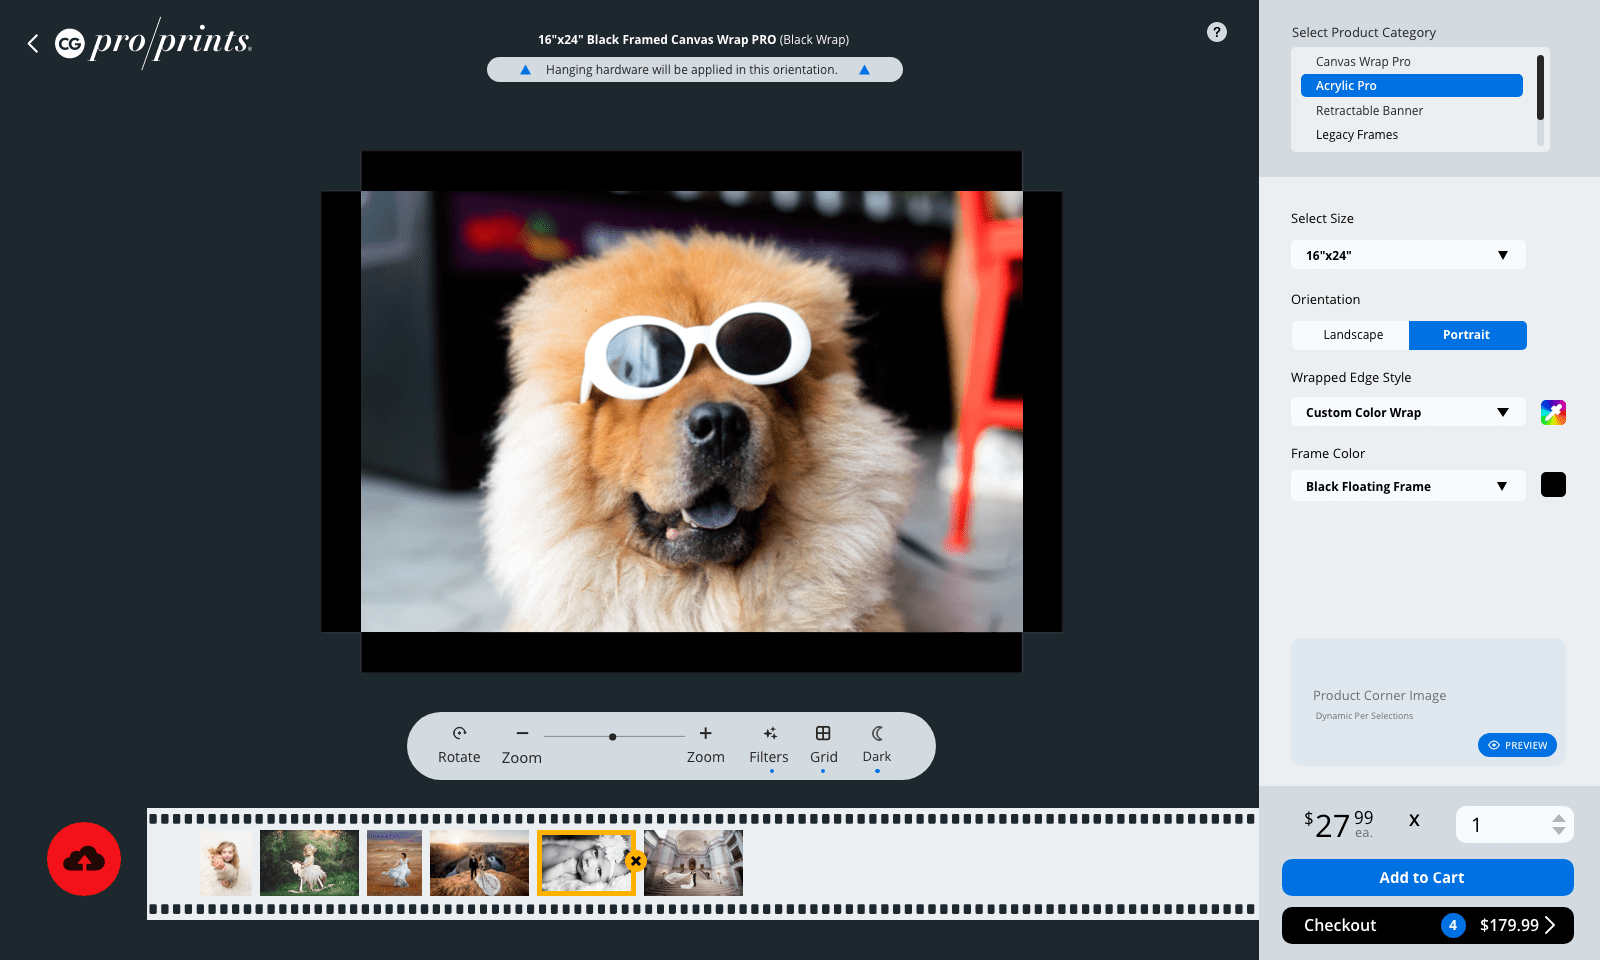 CG pro/prints®
16"x24" Black Framed Canvas Wrap PRO (Black Wrap)
Hanging hardware will be applied in this orientation.
?
Rotate
Zoom
Zoom
Filters
Grid
Dark
Select Product Category
Canvas Wrap Pro
Acrylic Pro
Retractable Banner
Legacy Frames
Select Size
16"x24"
Orientation
Landscape
Portrait
Wrapped Edge Style
Custom Color Wrap
Frame Color
Black Floating Frame
Product Corner Image
Dynamic Per Selections
PREVIEW
$27 99 ea. X 1
Add to Cart
Checkout 4 $179.99